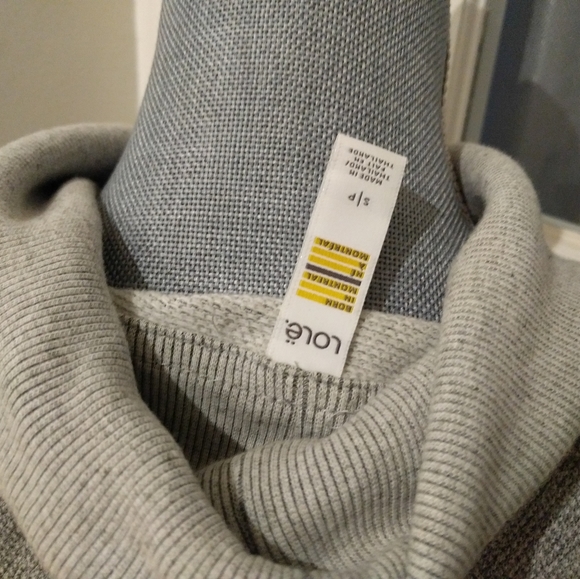 Lolë.
BORN
IN
MONTREAL
NÉ
À
MONTRÉAL
S|P
MADE IN
THAILAND/
FAIT EN
THAILANDE